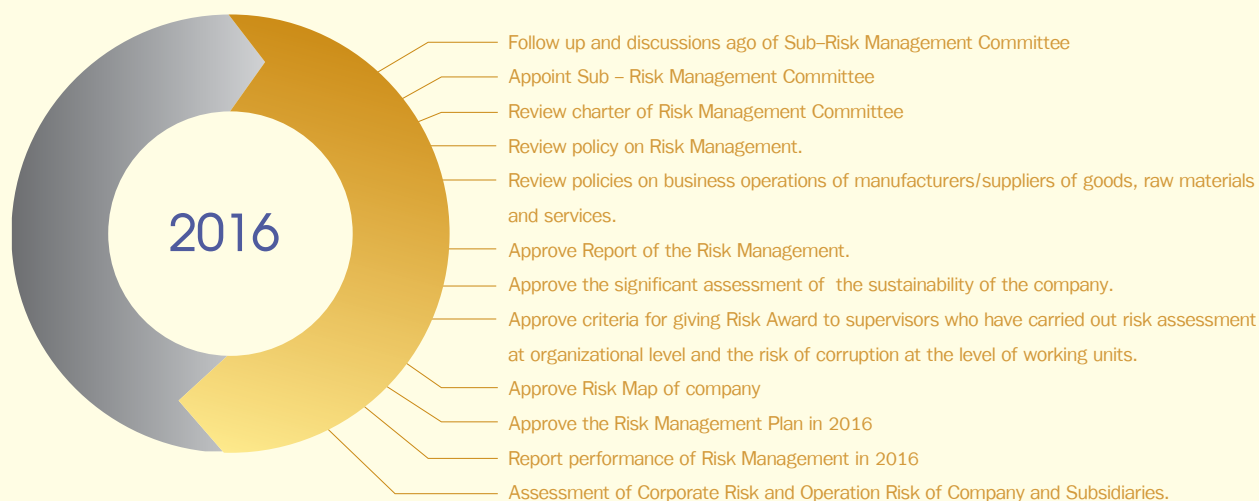 Follow up and discussions ago of Sub–Risk Management Committee
Appoint Sub – Risk Management Committee
Review charter of Risk Management Committee
Review policy on Risk Management.
Review policies on business operations of manufacturers/suppliers of goods, raw materials
and services.
2016
Approve Report of the Risk Management.
Approve the significant assessment of the sustainability of the company.
Approve criteria for giving Risk Award to supervisors who have carried out risk assessment
at organizational level and the risk of corruption at the level of working units.
Approve Risk Map of company
Approve the Risk Management Plan in 2016
Report performance of Risk Management in 2016
Assessment of Corporate Risk and Operation Risk of Company and Subsidiaries.